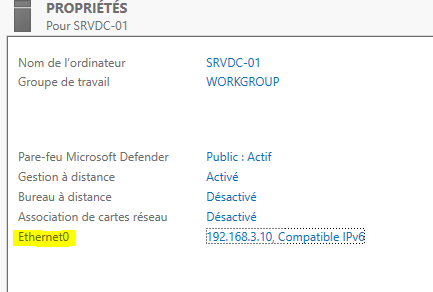 PROPRIÉTÉS
Pour SRVDC-01
Nom de l'ordinateur SRVDC-01
Groupe de travail WORKGROUP
Pare-feu Microsoft Defender Public : Actif
Gestion à distance Activé
Bureau à distance Désactivé
Association de cartes réseau Désactivé
Ethernet0 192.168.3.10, Compatible IPv6